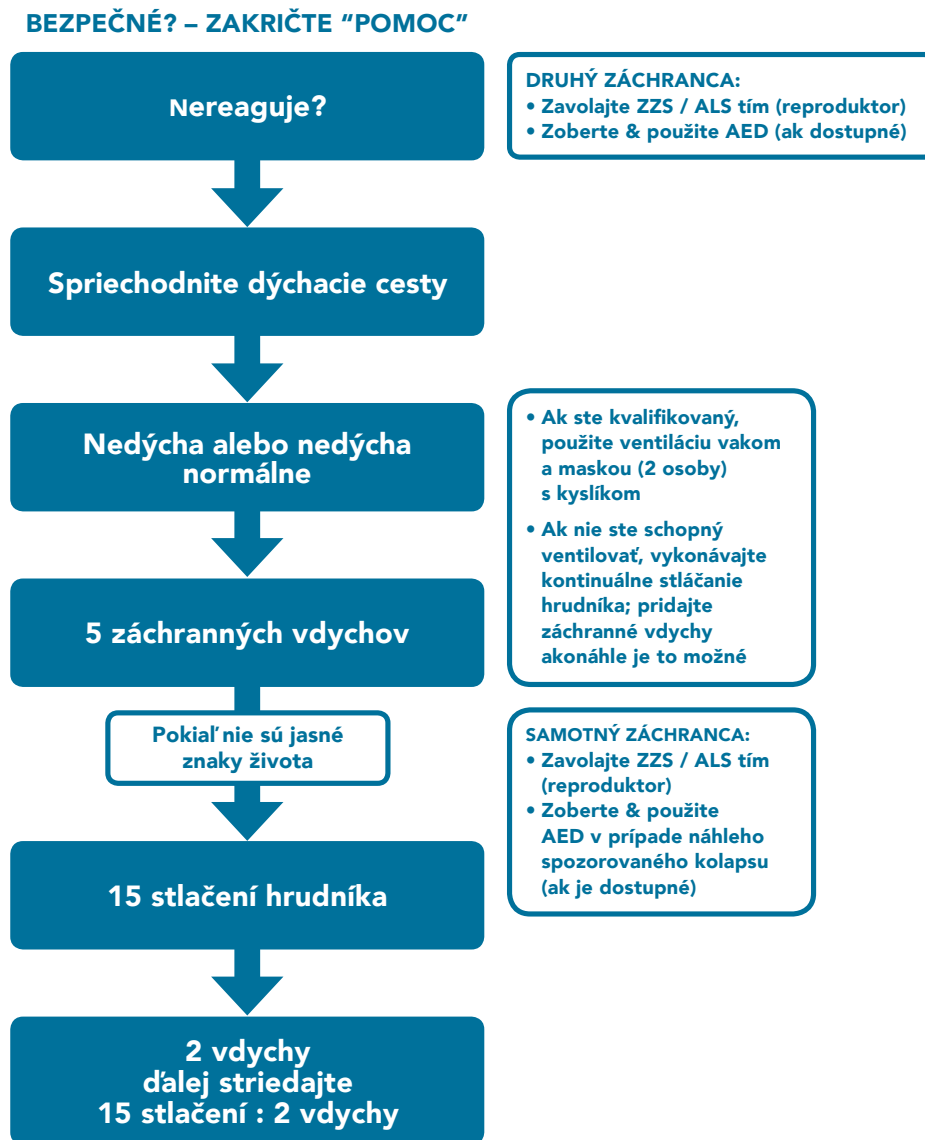 BEZPEČNÉ? – ZAKRIČTE “POMOC”
Nereaguje?
DRUHÝ ZÁCHRANCA:
• Zavolajte ZZS / ALS tím (reproduktor)
• Zoberte & použite AED (ak dostupné)
Spriechodnite dýchacie cesty
Nedýcha alebo nedýcha
normálne
• Ak ste kvalifikovaný,
použite ventiláciu vakom
a maskou (2 osoby)
s kyslíkom
• Ak nie ste schopný
ventilovať, vykonávajte
kontinuálne stláčanie
hrudníka; pridajte
záchranné vdychy
akonáhle je to možné
5 záchranných vdychov
Pokiaľ nie sú jasné
znaky života
SAMOTNÝ ZÁCHRANCA:
• Zavolajte ZZS / ALS tím
(reproduktor)
• Zoberte & použite
AED v prípade náhleho
spozorovaného kolapsu
(ak je dostupné)
15 stlačení hrudníka
2 vdychy
ďalej striedajte
15 stlačení : 2 vdychy